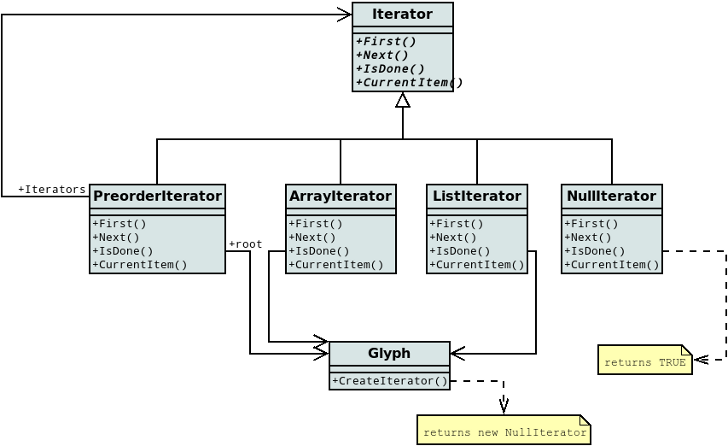 Iterator
+First()
+Next()
+IsDone()
+CurrentItem()
+Iterators
PreorderIterator
+First()
+Next()
+IsDone()
+CurrentItem()
+root
ArrayIterator
+First()
+Next()
+IsDone()
+CurrentItem()
ListIterator
+First()
+Next()
+IsDone()
+CurrentItem()
NullIterator
+First()
+Next()
+IsDone()
+CurrentItem()
Glyph
+CreateIterator()
returns TRUE
returns new NullIterator